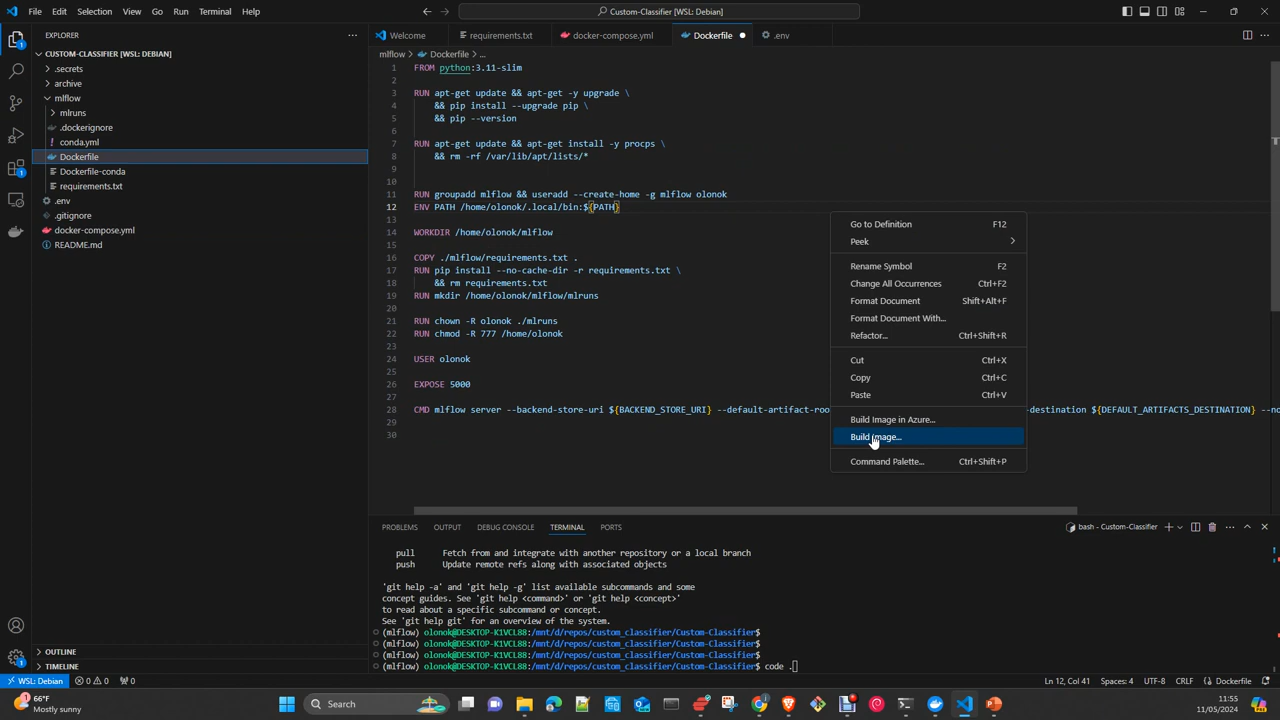 File Edit Selection View Go Run Terminal Help
Custom-Classifier [WSL: Debian]
EXPLORER
CUSTOM-CLASSIFIER [WSL: DEBIAN]
.secrets
archive
mlflow
mlruns
.dockerignore
conda.yml
Dockerfile
Dockerfile-conda
requirements.txt
.env
.gitignore
docker-compose.yml
README.md
OUTLINE
TIMELINE
Welcome requirements.txt docker-compose.yml Dockerfile .env
mlflow > Dockerfile > ...
1 FROM python:3.11-slim
2
3 RUN apt-get update && apt-get -y upgrade \
4 && pip install --upgrade pip \
5 && pip --version
6
7 RUN apt-get update && apt-get install -y procps \
8 && rm -rf /var/lib/apt/lists/*
9
10
11 RUN groupadd mlflow && useradd --create-home -g mlflow olonok
12 ENV PATH /home/olonok/.local/bin:${PATH}
13
14 WORKDIR /home/olonok/mlflow
15
16 COPY ./mlflow/requirements.txt .
17 RUN pip install --no-cache-dir -r requirements.txt \
18 && rm requirements.txt
19 RUN mkdir /home/olonok/mlflow/mlruns
20
21 RUN chown -R olonok ./mlruns
22 RUN chmod -R 777 /home/olonok
23
24 USER olonok
25
26 EXPOSE 5000
27
28 CMD mlflow server --backend-store-uri ${BACKEND_STORE_URI} --default-artifact-roo -destination ${DEFAULT_ARTIFACTS_DESTINATION} --no
29
30
Go to Definition F12
Peek
Rename Symbol F2
Change All Occurrences Ctrl+F2
Format Document Shift+Alt+F
Format Document With...
Refactor... Ctrl+Shift+R
Cut Ctrl+X
Copy Ctrl+C
Paste Ctrl+V
Build Image in Azure...
Build Image...
Command Palette... Ctrl+Shift+P
PROBLEMS OUTPUT DEBUG CONSOLE TERMINAL PORTS
bash - Custom-Classifier
pull Fetch from and integrate with another repository or a local branch
push Update remote refs along with associated objects
'git help -a' and 'git help -g' list available subcommands and some
concept guides. See 'git help <command>' or 'git help <concept>'
to read about a specific subcommand or concept.
See 'git help git' for an overview of the system.
(mlflow) olonok@DESKTOP-K1VCL88:/mnt/d/repos/custom_classifier/Custom-Classifier$
(mlflow) olonok@DESKTOP-K1VCL88:/mnt/d/repos/custom_classifier/Custom-Classifier$
(mlflow) olonok@DESKTOP-K1VCL88:/mnt/d/repos/custom_classifier/Custom-Classifier$
(mlflow) olonok@DESKTOP-K1VCL88:/mnt/d/repos/custom_classifier/Custom-Classifier$ code .
WSL: Debian 0 0 0 Ln 12, Col 41 Spaces: 4 UTF-8 CRLF Dockerfile
66°F
Mostly sunny
Search
11:55
11/05/2024